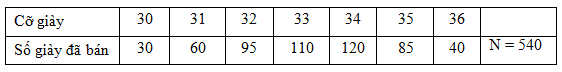 Cỡ giày 30 31 32 33 34 35 36
Số giày đã bán 30 60 95 110 120 85 40 N = 540